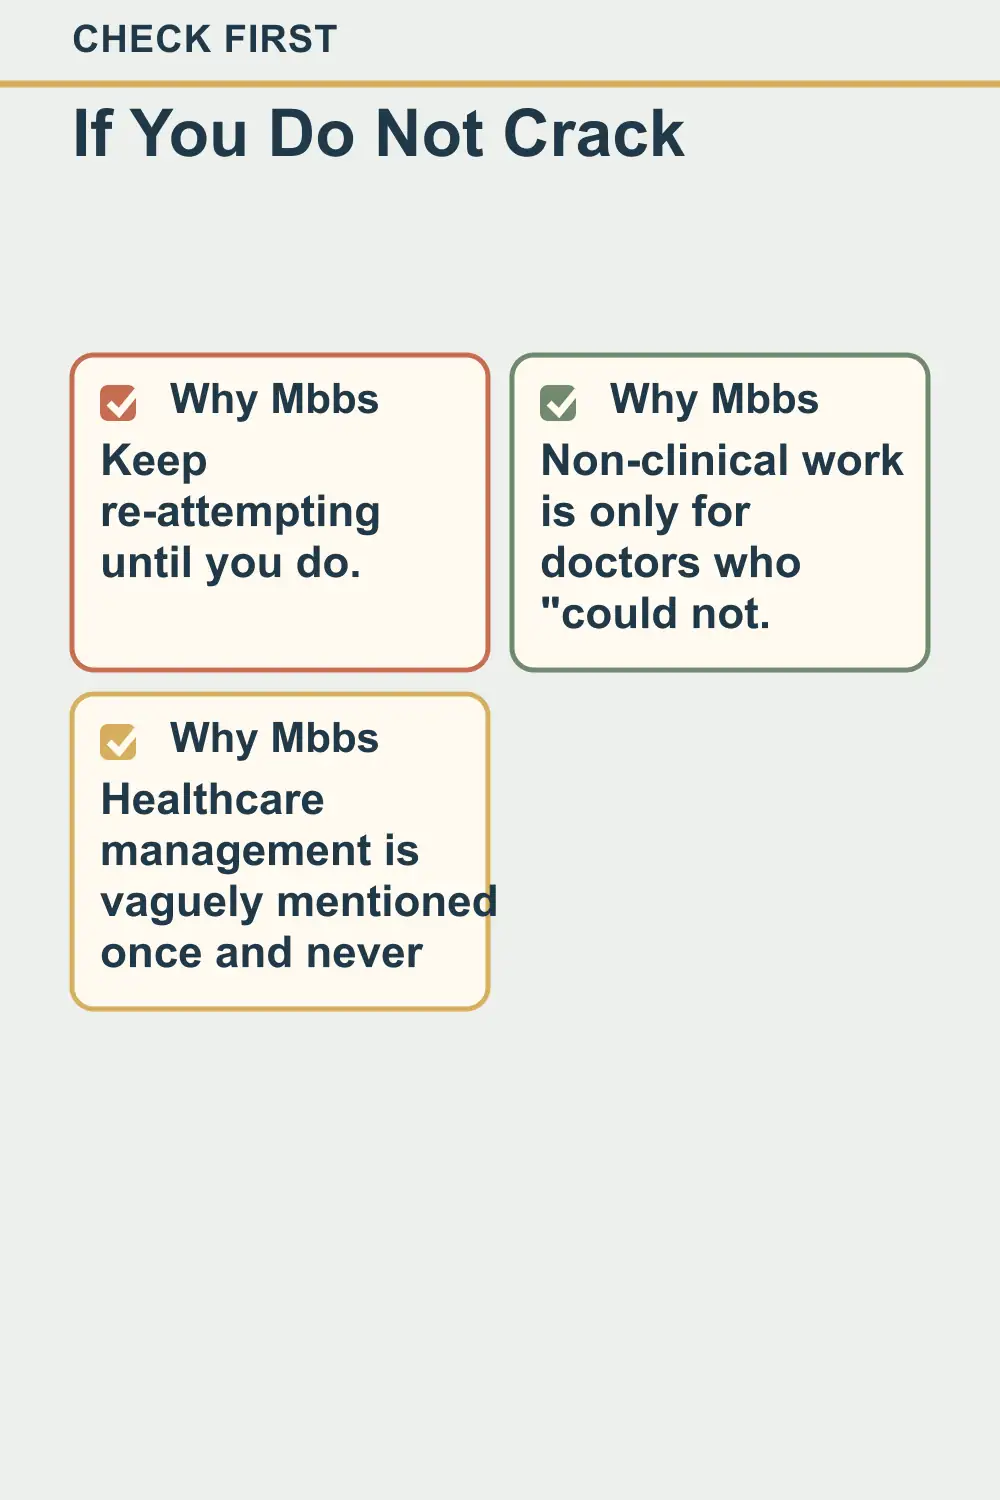 CHECK FIRST
If You Do Not Crack
Why Mbbs
Keep
re-attempting
until you do.
Why Mbbs
Non-clinical work
is only for
doctors who
"could not.
Why Mbbs
Healthcare
management is
vaguely mentioned
once and never